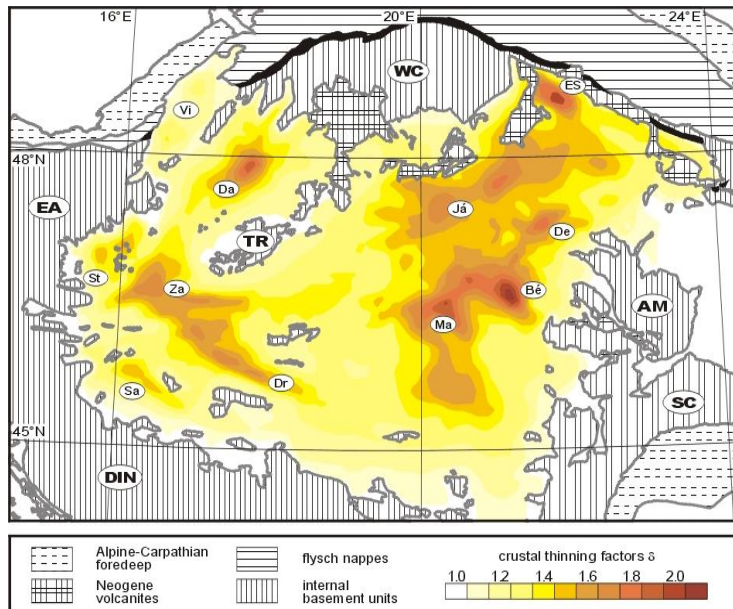 16°E
20°E
24°E
WC
ES
Vi
48°N
Da
EA
Já
TR
De
St
Za
Bé
AM
Ma
Dr
Sa
SC
45°N
DIN
Alpine-Carpathian
foredeep
flysch nappes
crustal thinning factors δ
Neogene
volcanites
internal
basement units
1.0 1.2 1.4 1.6 1.8 2.0